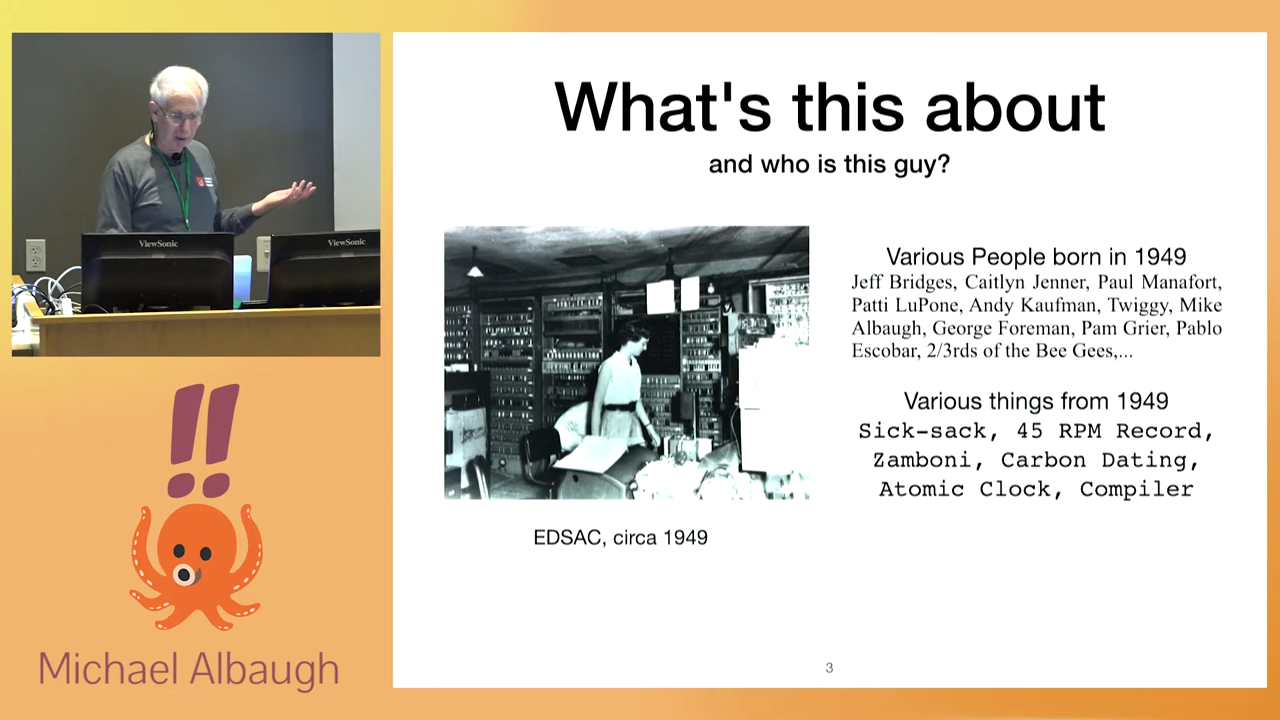 ViewSonic
ViewSonic
!!
Michael Albaugh
What's this about
and who is this guy?
EDSAC, circa 1949
Various People born in 1949
Jeff Bridges, Caitlyn Jenner, Paul Manafort,
Patti LuPone, Andy Kaufman, Twiggy, Mike
Albaugh, George Foreman, Pam Grier, Pablo
Escobar, 2/3rds of the Bee Gees,...
Various things from 1949
Sick-sack, 45 RPM Record,
Zamboni, Carbon Dating,
Atomic Clock, Compiler
3